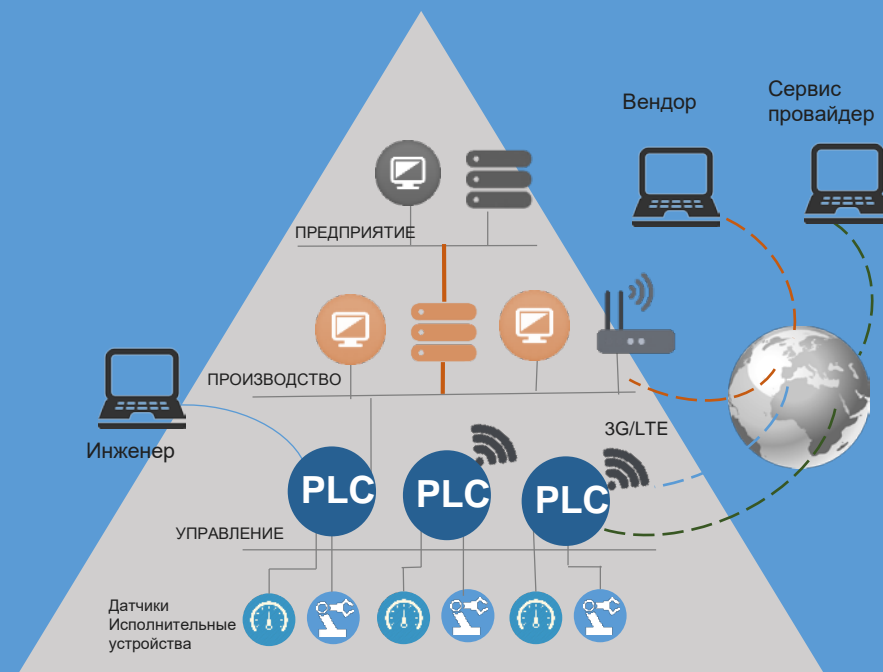 Вендор
Сервис
провайдер
ПРЕДПРИЯТИЕ
ПРОИЗВОДСТВО
Инженер
3G/LTE
PLC
PLC
PLC
УПРАВЛЕНИЕ
Датчики
Исполнительные
устройства